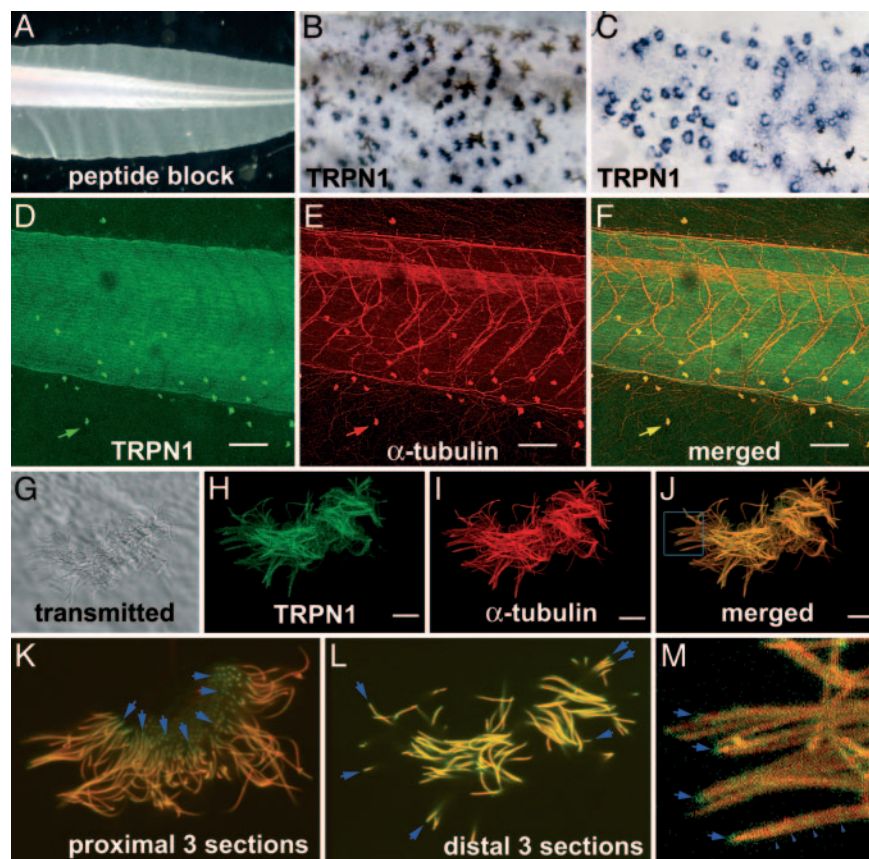 A
peptide block
B
TRPN1
C
TRPN1
D
TRPN1
E
α-tubulin
F
merged
G
transmitted
H
TRPN1
I
α-tubulin
J
merged
K
proximal 3 sections
L
distal 3 sections
M